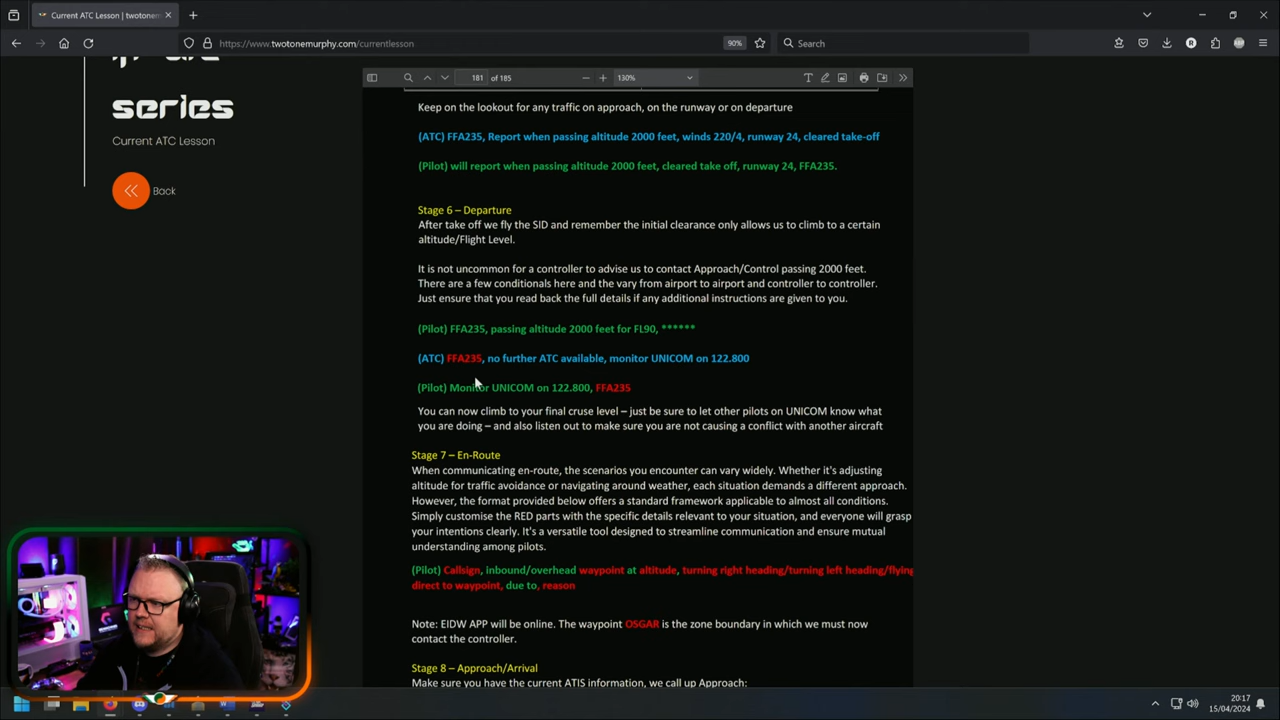 Current ATC Lesson | twotonem
https://www.twotonemurphy.com/currentlesson
90%
Search
series
Current ATC Lesson
Back
181 of 185
130%
Keep on the lookout for any traffic on approach, on the runway or on departure
(ATC) FFA235, Report when passing altitude 2000 feet, winds 220/4, runway 24, cleared take-off
(Pilot) will report when passing altitude 2000 feet, cleared take off, runway 24, FFA235.
Stage 6 – Departure
After take off we fly the SID and remember the initial clearance only allows us to climb to a certain
altitude/Flight Level.
It is not uncommon for a controller to advise us to contact Approach/Control passing 2000 feet.
There are a few conditionals here and the vary from airport to airport and controller to controller.
Just ensure that you read back the full details if any additional instructions are given to you.
(Pilot) FFA235, passing altitude 2000 feet for FL90, ******
(ATC) FFA235, no further ATC available, monitor UNICOM on 122.800
(Pilot) Monitor UNICOM on 122.800, FFA235
You can now climb to your final cruse level – just be sure to let other pilots on UNICOM know what
you are doing – and also listen out to make sure you are not causing a conflict with another aircraft
Stage 7 – En-Route
When communicating en-route, the scenarios you encounter can vary widely. Whether it's adjusting
altitude for traffic avoidance or navigating around weather, each situation demands a different approach.
However, the format provided below offers a standard framework applicable to almost all conditions.
Simply customise the RED parts with the specific details relevant to your situation, and everyone will grasp
your intentions clearly. It's a versatile tool designed to streamline communication and ensure mutual
understanding among pilots.
(Pilot) Callsign, inbound/overhead waypoint at altitude, turning right heading/turning left heading/flying
direct to waypoint, due to, reason
Note: EIDW APP will be online. The waypoint OSGAR is the zone boundary in which we must now
contact the controller.
Stage 8 – Approach/Arrival
Make sure you have the current ATIS information, we call up Approach:
20:17
15/04/2024